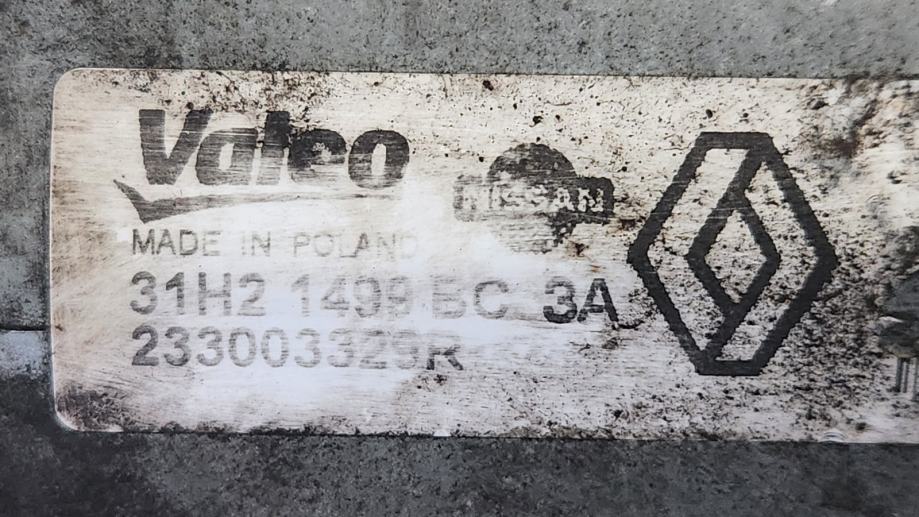 Valeo
NISSAN
MADE IN POLAND
31H2 1499 BC 3A
233003329R